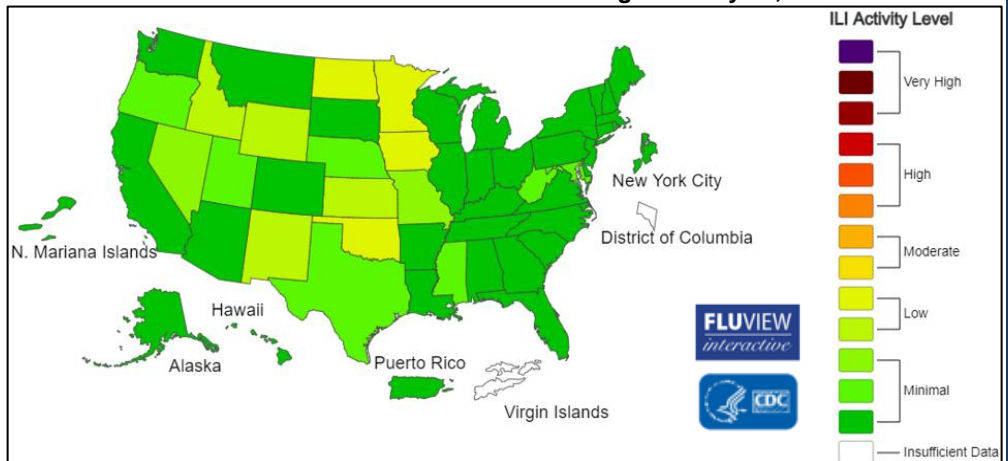 ILI Activity Level
Very High
High
Moderate
Low
Minimal
Insufficient Data
New York City
District of Columbia
N. Mariana Islands
Hawaii
Alaska
Puerto Rico
Virgin Islands
FLUVIEW
interactive
CDC